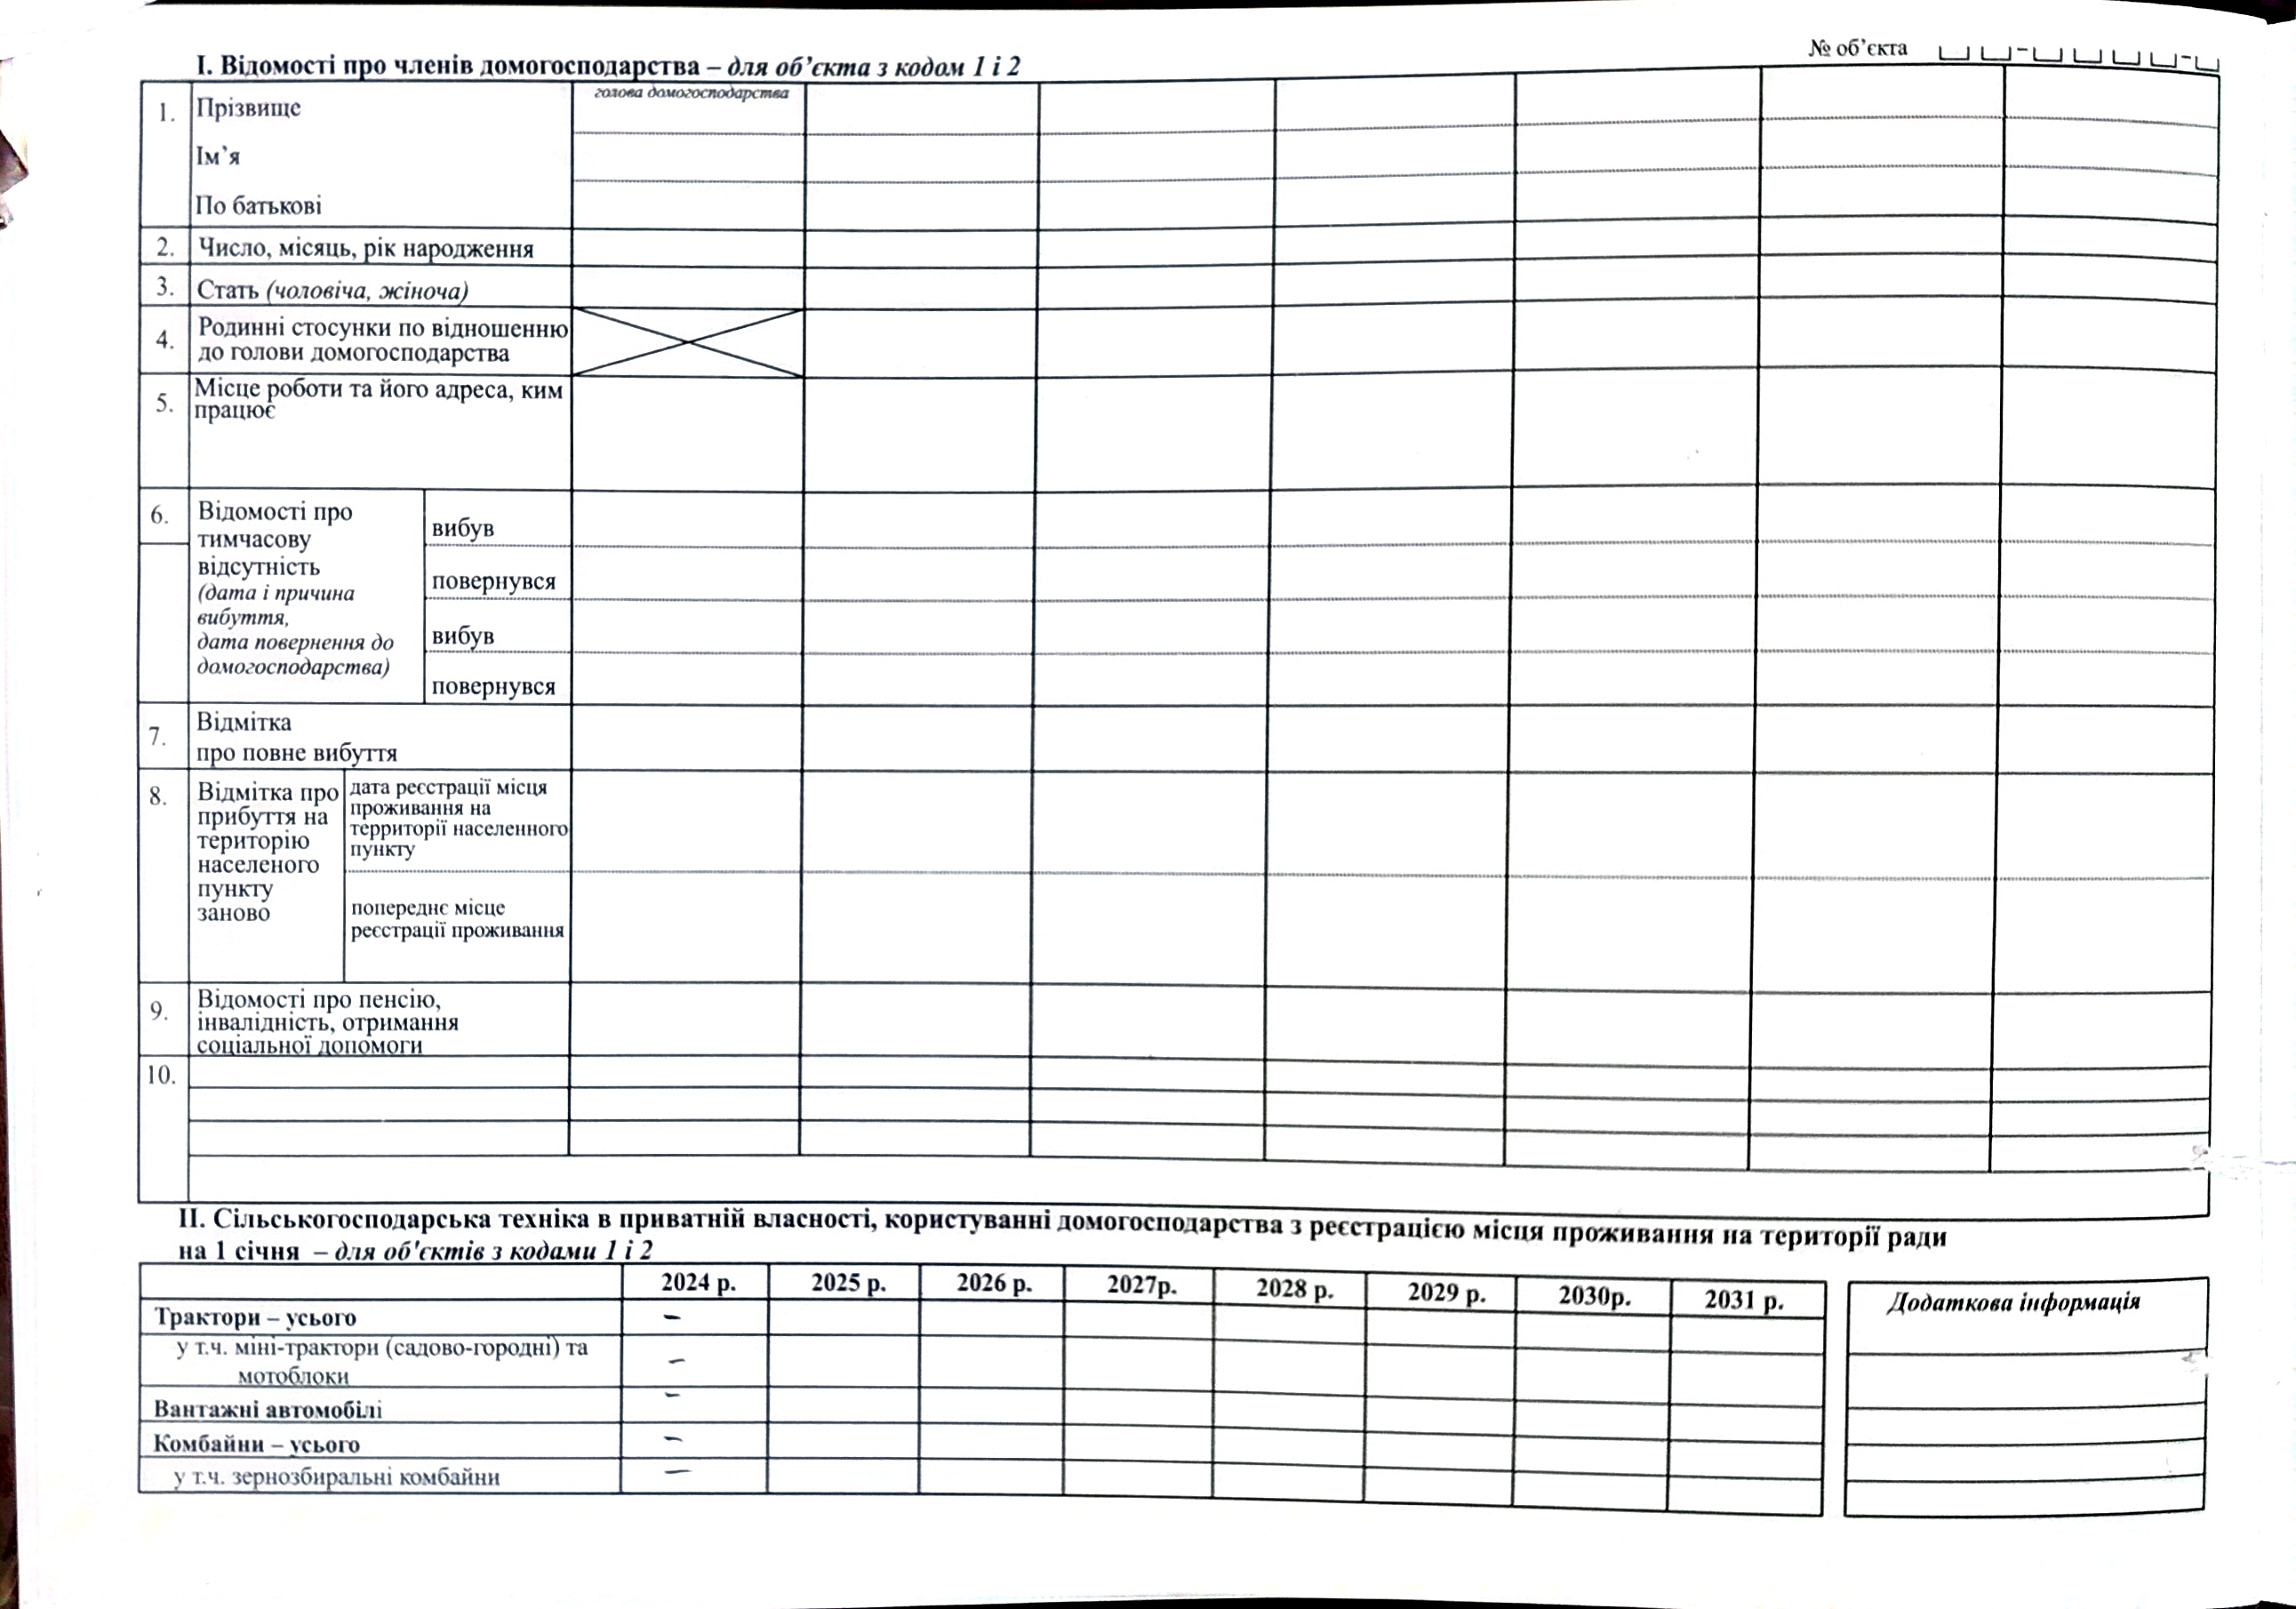 № об’єкта
І. Відомості про членів домогосподарства – для об’єкта з кодом 1 і 2
голова домогосподарства
1. Прізвище
Ім’я
По батькові
2. Число, місяць, рік народження
3. Стать (чоловіча, жіноча)
4. Родинні стосунки по відношенню
до голови домогосподарства
5. Місце роботи та його адреса, ким
працює
6. Відомості про
тимчасову
відсутність
(дата і причина
вибуття,
дата повернення до
домогосподарства)
вибув
повернувся
вибув
повернувся
7. Відмітка
про повне вибуття
8. Відмітка про
прибуття на
територію
населеного
пункту
заново
дата реєстрації місця
проживання на
території населенного
пункту
попереднє місце
реєстрації проживання
9. Відомості про пенсію,
інвалідність, отримання
соціальної допомоги
10.
ІІ. Сільськогосподарська техніка в приватній власності, користуванні домогосподарства з реєстрацією місця проживання на території ради
на 1 січня – для об'єктів з кодами 1 і 2
2024 р. 2025 р. 2026 р. 2027р. 2028 р. 2029 р. 2030р. 2031 р.
Трактори – усього –
у т.ч. міні-трактори (садово-городні) та
мотоблоки –
Вантажні автомобілі –
Комбайни – усього –
у т.ч. зернозбиральні комбайни –
Додаткова інформація